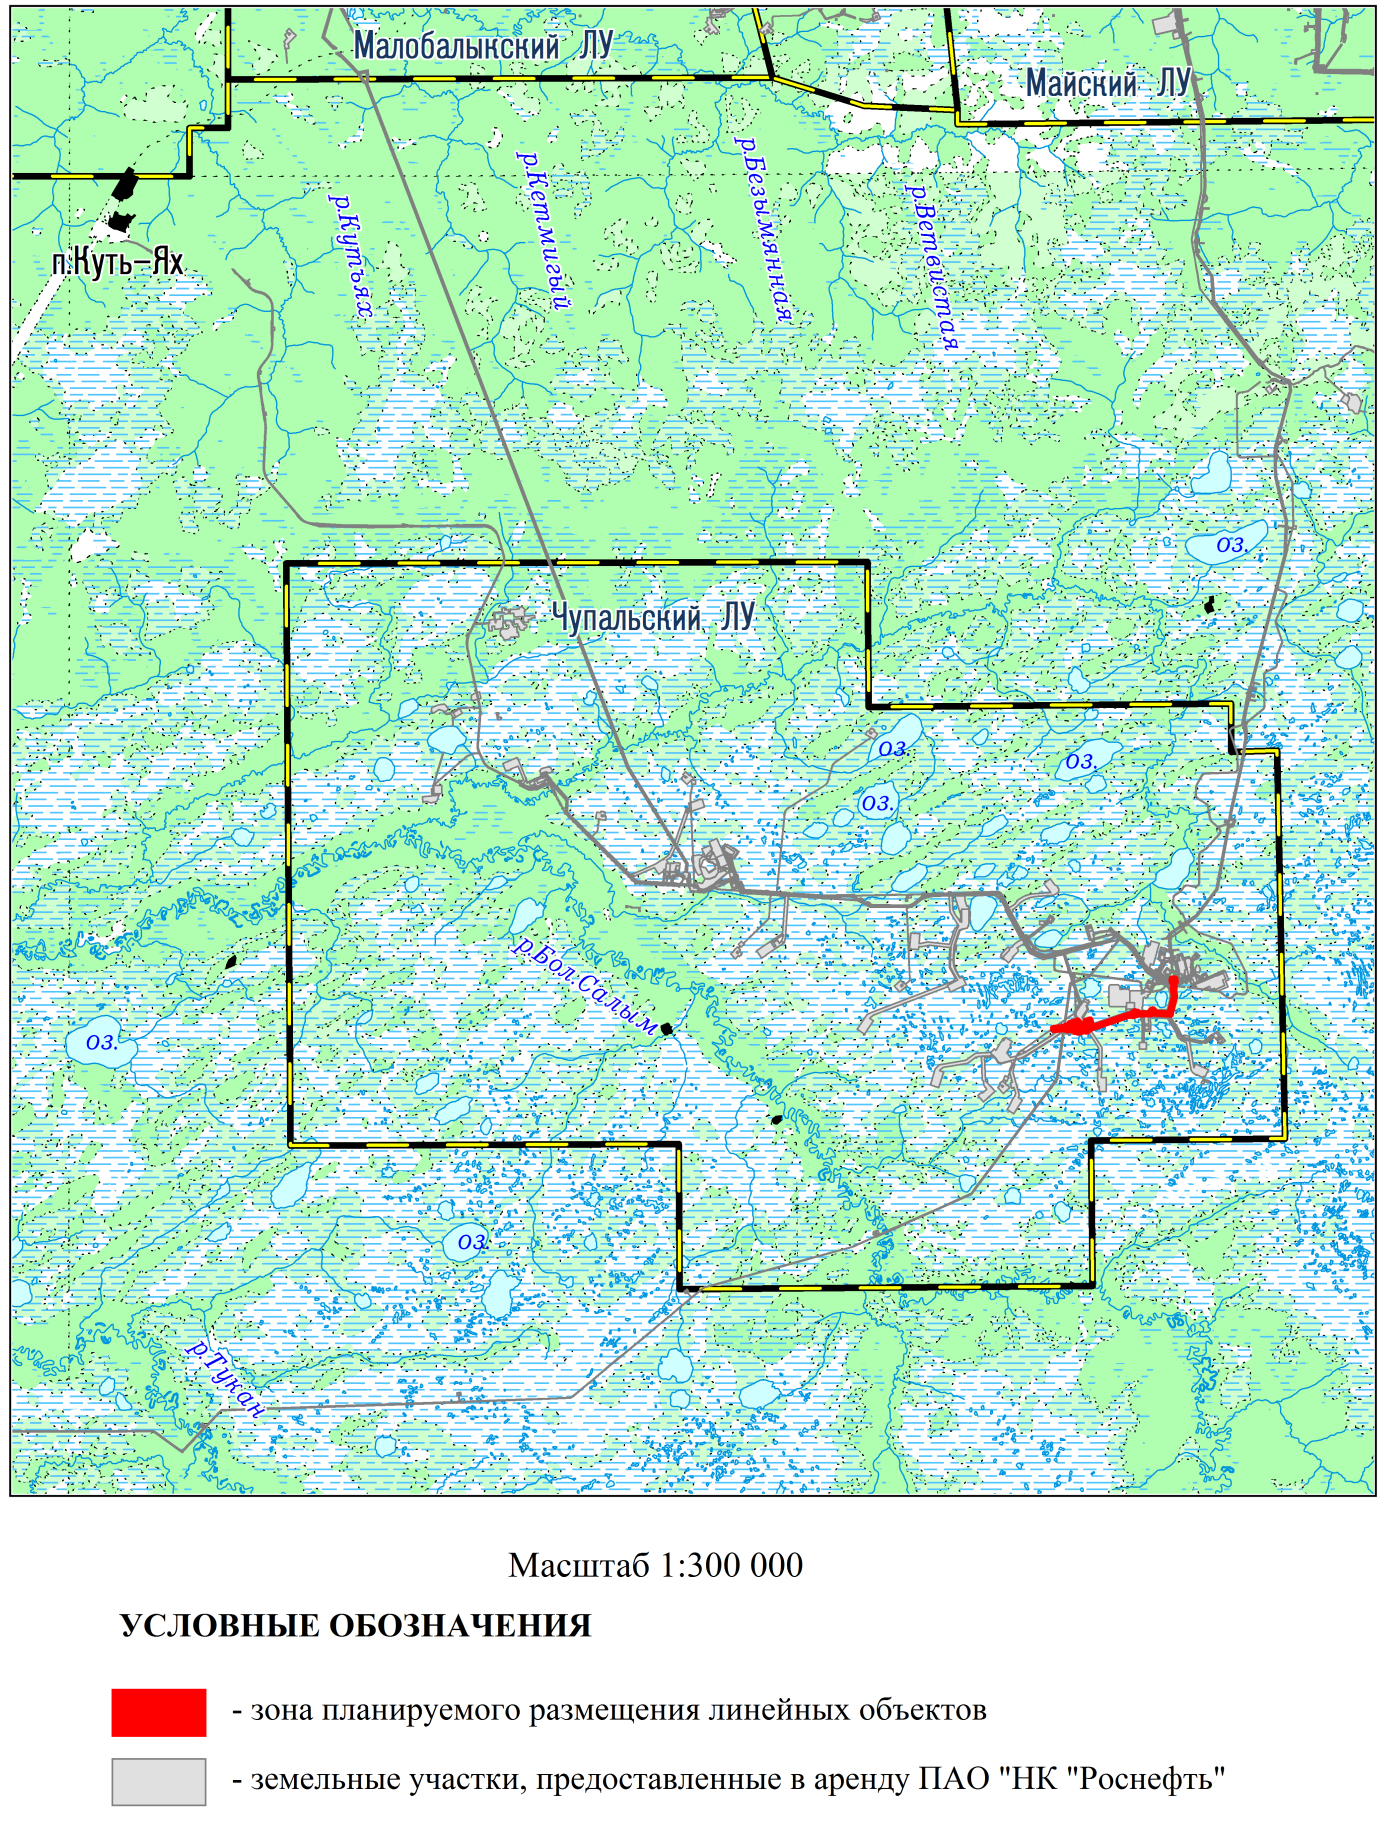 Малобалыкский ЛУ
Майский ЛУ
р.Кутьях
р.Кетмигый
р.Безымянная
р.Ветвистая
п.Куть-Ях
оз.
Чупальский ЛУ
оз.
оз.
оз.
р.Бол.Салым
оз.
оз.
р.Тукан
Масштаб 1:300 000
УСЛОВНЫЕ ОБОЗНАЧЕНИЯ
- зона планируемого размещения линейных объектов
- земельные участки, предоставленные в аренду ПАО "НК "Роснефть"